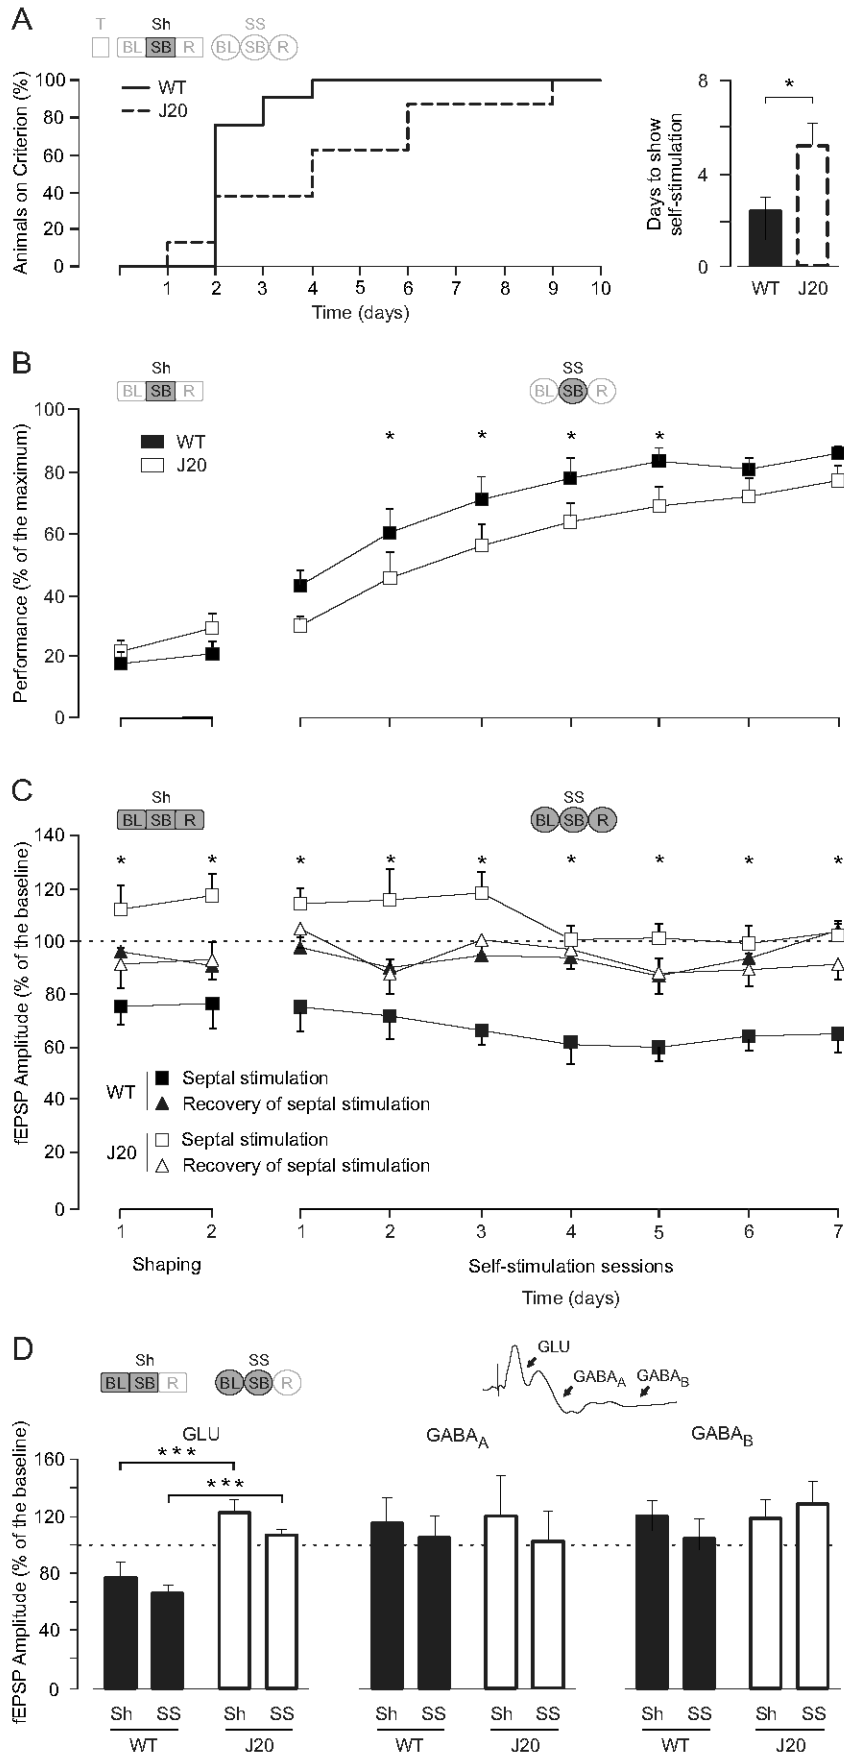 A
T Sh SS
BL SB R BL SB R
Animals on Criterion (%)
100
80
60
40
20
0
WT
J20
1 2 3 4 5 6 7 8 9 10
Time (days)
Days to show
self-stimulation
8
4
0
*
WT J20
B
Sh SS
BL SB R BL SB R
Performance (% of the maximum)
100
80
60
40
20
0
WT
J20
* * * *
C
Sh SS
BL SB R BL SB R
fEPSP Amplitude (% of the baseline)
140
120
100
80
60
40
20
0
* * * * * * * * *
WT
Septal stimulation
Recovery of septal stimulation
J20
Septal stimulation
Recovery of septal stimulation
1 2 1 2 3 4 5 6 7
Shaping Self-stimulation sessions
Time (days)
D
Sh SS
BL SB R BL SB R
GLU
GABAA
GABAB
fEPSP Amplitude (% of the baseline)
160
120
80
40
0
GLU GABAA GABAB
***
***
Sh SS Sh SS Sh SS Sh SS Sh SS Sh SS
WT J20 WT J20 WT J20